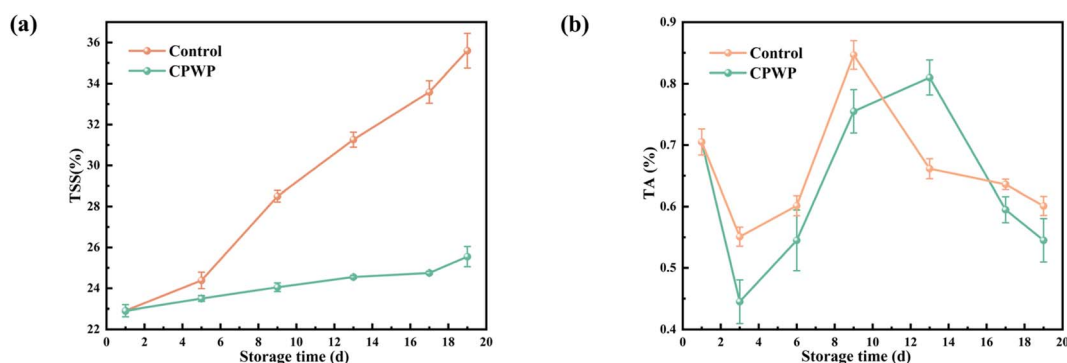 (a)
36
34
32
30
28
26
24
22
TSS(%)
Control
CPWP
0 2 4 6 8 10 12 14 16 18 20
Storage time (d)
(b)
0.9
0.8
0.7
0.6
0.5
0.4
TA (%)
Control
CPWP
0 2 4 6 8 10 12 14 16 18 20
Storage time (d)